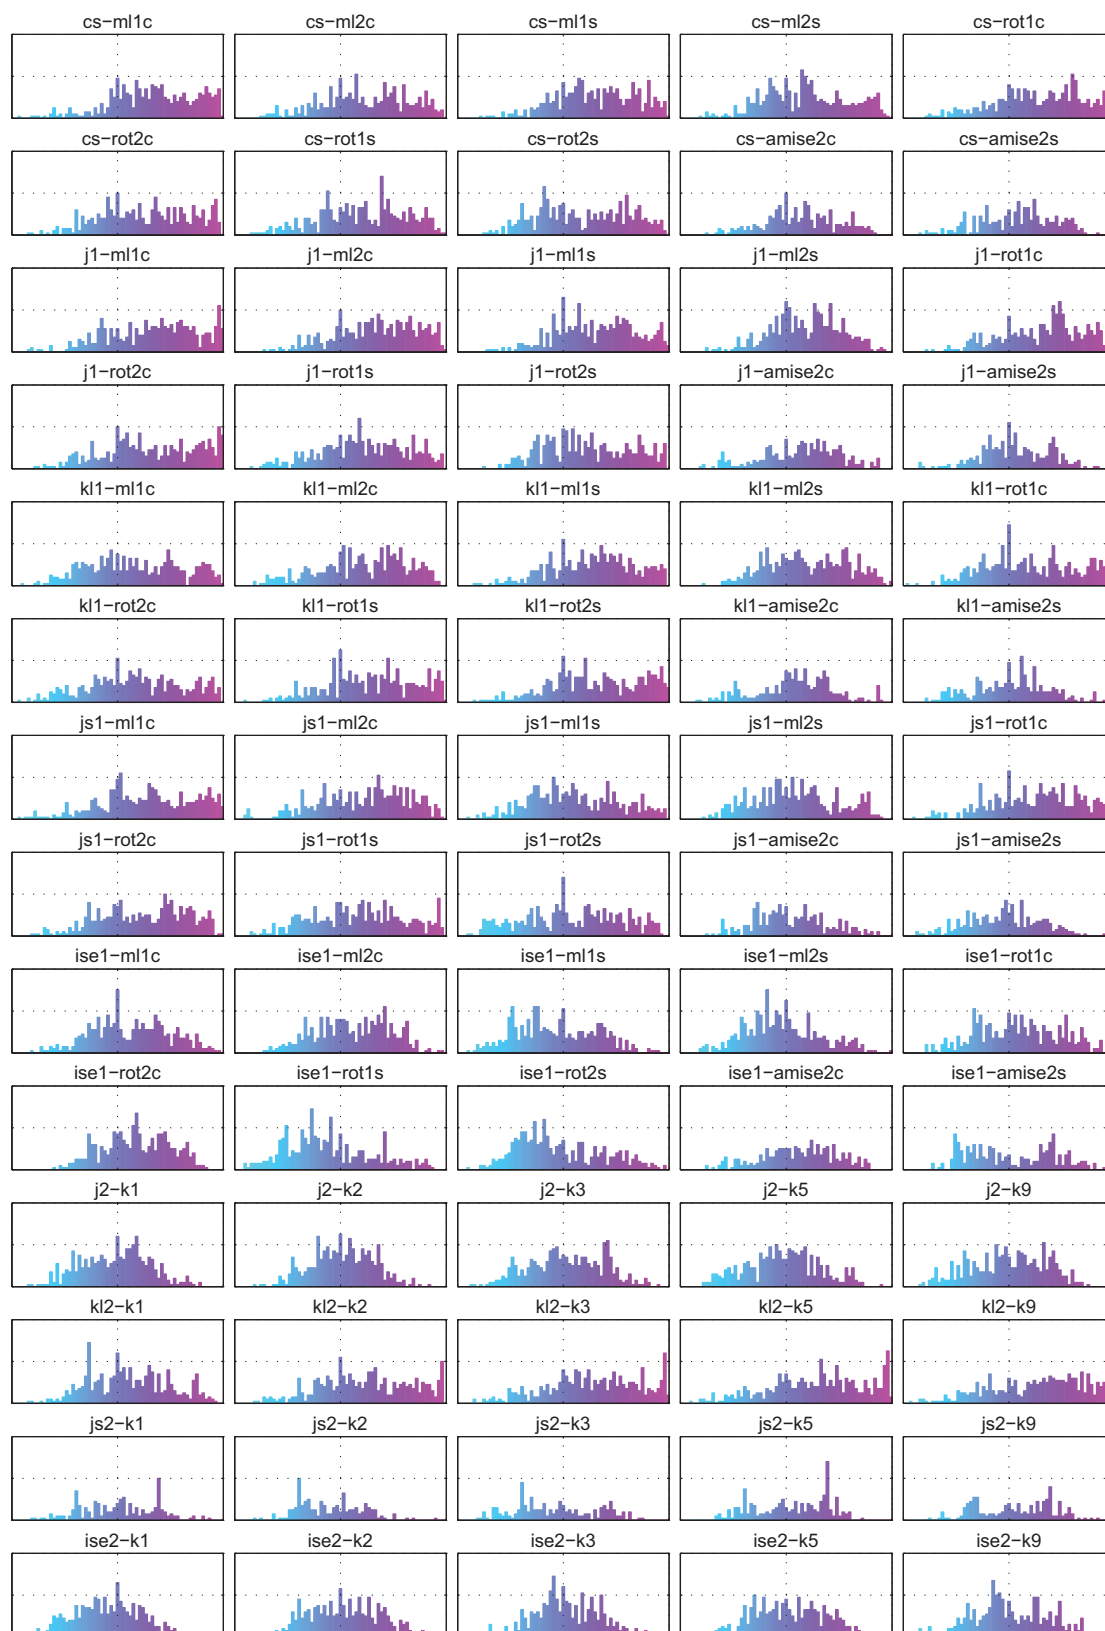 cs−ml1c cs−ml2c cs−ml1s cs−ml2s cs−rot1c
cs−rot2c cs−rot1s cs−rot2s cs−amise2c cs−amise2s
j1−ml1c j1−ml2c j1−ml1s j1−ml2s j1−rot1c
j1−rot2c j1−rot1s j1−rot2s j1−amise2c j1−amise2s
kl1−ml1c kl1−ml2c kl1−ml1s kl1−ml2s kl1−rot1c
kl1−rot2c kl1−rot1s kl1−rot2s kl1−amise2c kl1−amise2s
js1−ml1c js1−ml2c js1−ml1s js1−ml2s js1−rot1c
js1−rot2c js1−rot1s js1−rot2s js1−amise2c js1−amise2s
ise1−ml1c ise1−ml2c ise1−ml1s ise1−ml2s ise1−rot1c
ise1−rot2c ise1−rot1s ise1−rot2s ise1−amise2c ise1−amise2s
j2−k1 j2−k2 j2−k3 j2−k5 j2−k9
kl2−k1 kl2−k2 kl2−k3 kl2−k5 kl2−k9
js2−k1 js2−k2 js2−k3 js2−k5 js2−k9
ise2−k1 ise2−k2 ise2−k3 ise2−k5 ise2−k9